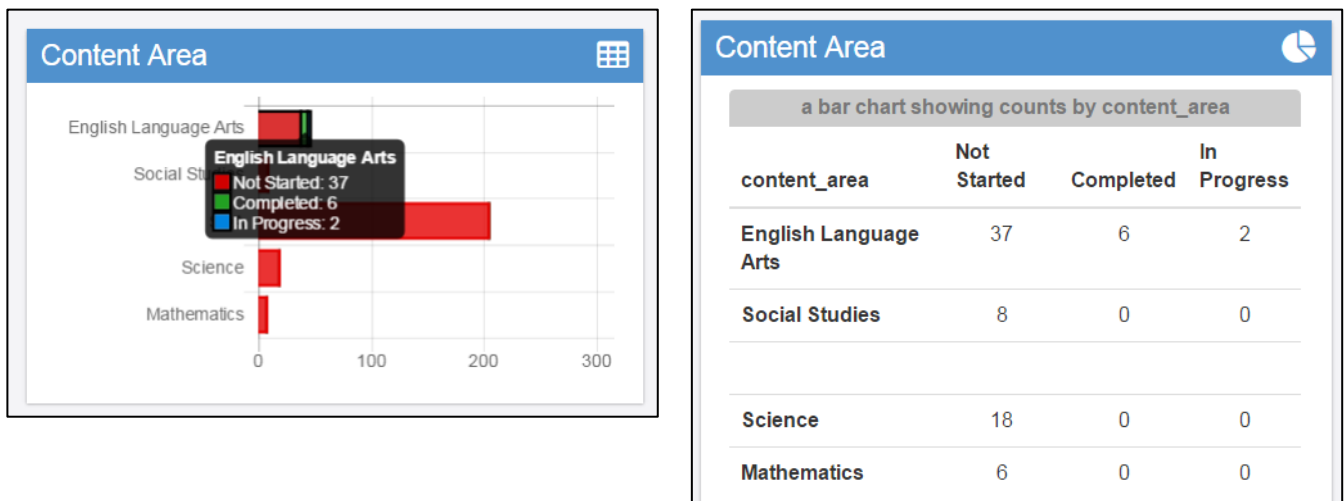 Content Area
English Language Arts
English Language Arts
Social
Not Started: 37
Completed: 6
In Progress: 2
Science
Mathematics
0 100 200 300
Content Area
a bar chart showing counts by content_area
content_area Not Started Completed In Progress
English Language Arts 37 6 2
Social Studies 8 0 0
Science 18 0 0
Mathematics 6 0 0